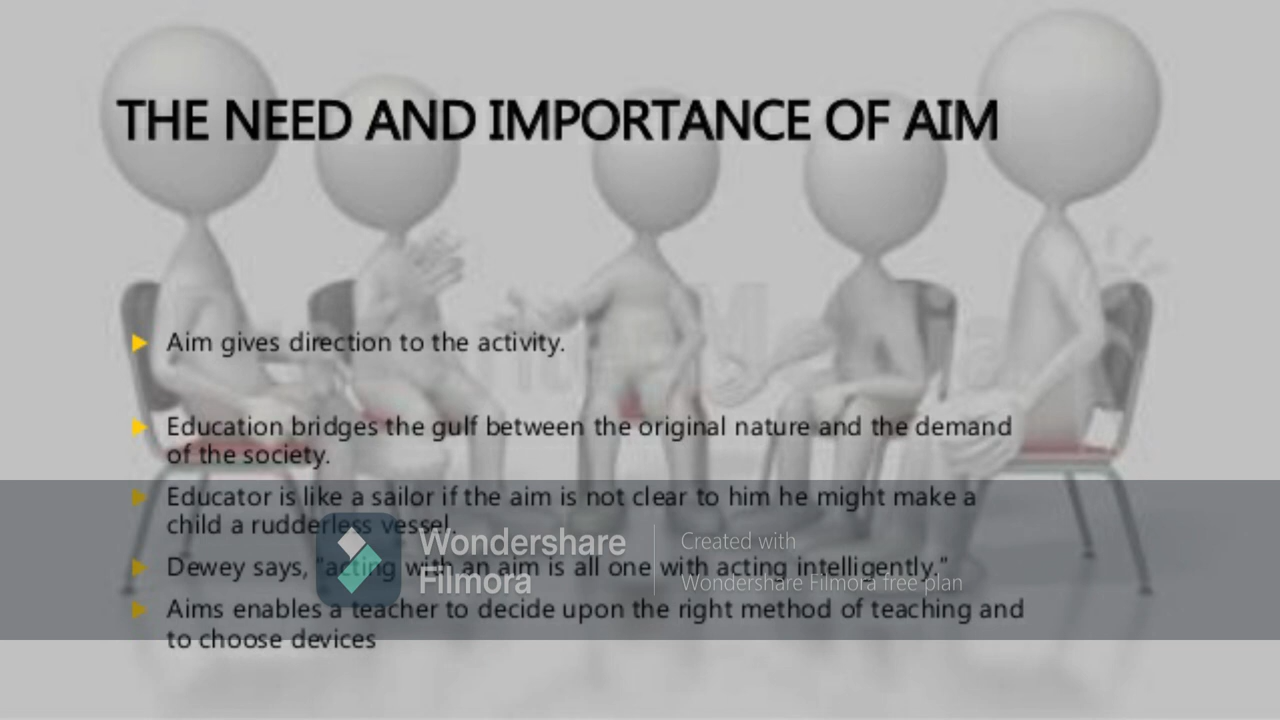 THE NEED AND IMPORTANCE OF AIM
Aim gives direction to the activity.
Education bridges the gulf between the original nature and the demand
of the society.
Educator is like a sailor if the aim is not clear to him he might make a
child a rudderless vessel.
Dewey says, "acting with an aim is all one with acting intelligently."
Aims enables a teacher to decide upon the right method of teaching and
to choose devices
Wondershare
Filmora
Created with
Wondershare Filmora free plan